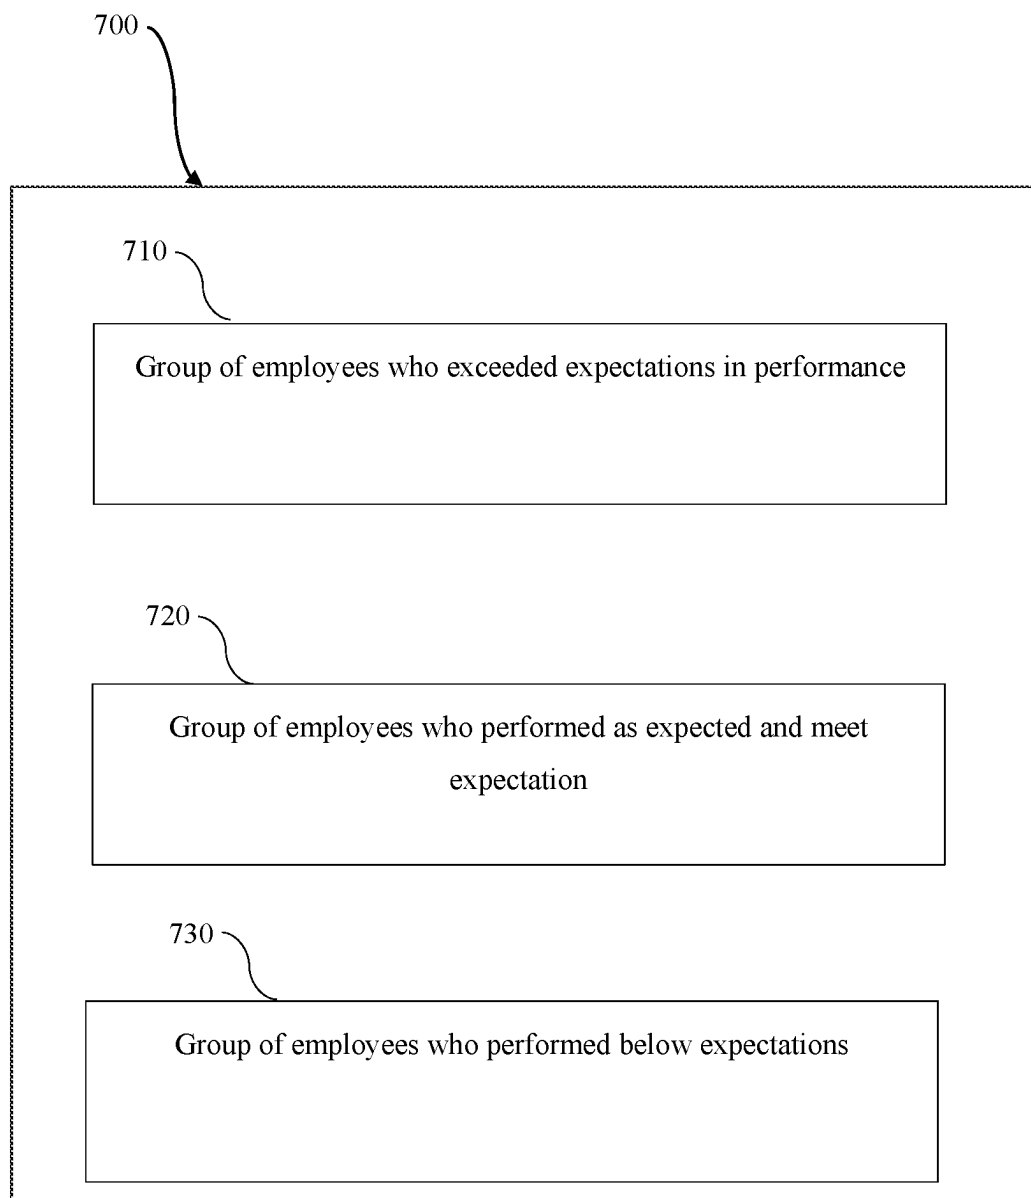 700
710
Group of employees who exceeded expectations in performance
720
Group of employees who performed as expected and meet
expectation
730
Group of employees who performed below expectations